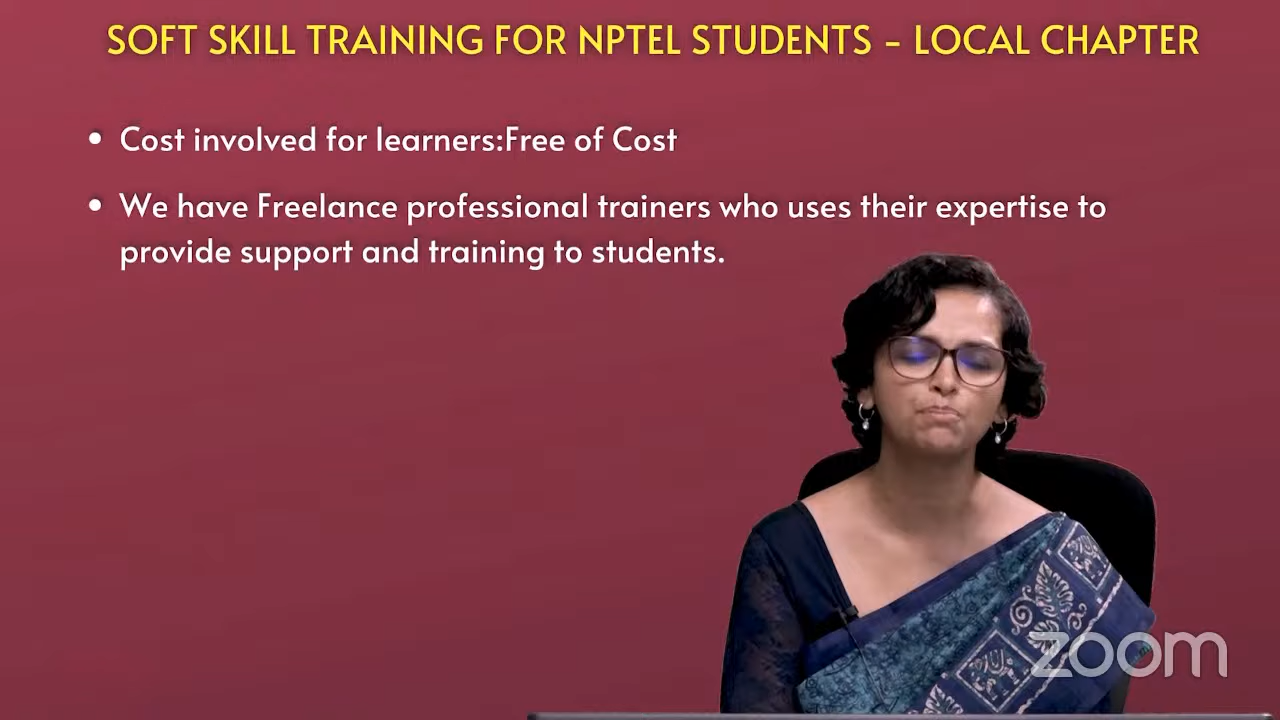 SOFT SKILL TRAINING FOR NPTEL STUDENTS - LOCAL CHAPTER
• Cost involved for learners:Free of Cost
• We have Freelance professional trainers who uses their expertise to
provide support and training to students.
zoom